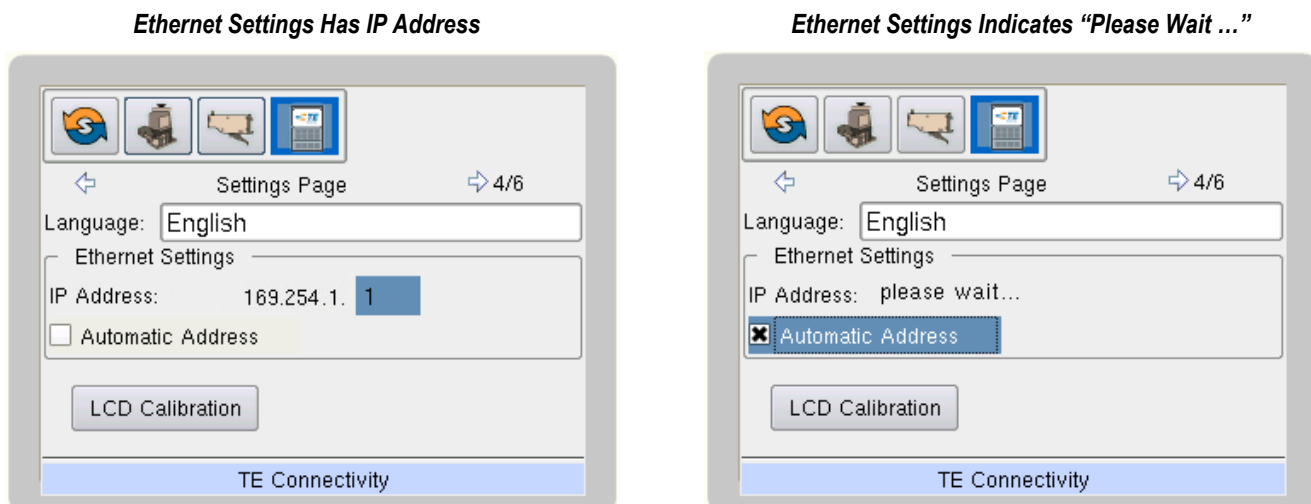 Ethernet Settings Has IP Address
S
TE
Settings Page
4/6
Language: English
Ethernet Settings
IP Address: 169.254.1. 1
Automatic Address
LCD Calibration
TE Connectivity
Ethernet Settings Indicates “Please Wait …”
S
TE
Settings Page
4/6
Language: English
Ethernet Settings
IP Address: please wait...
Automatic Address
LCD Calibration
TE Connectivity